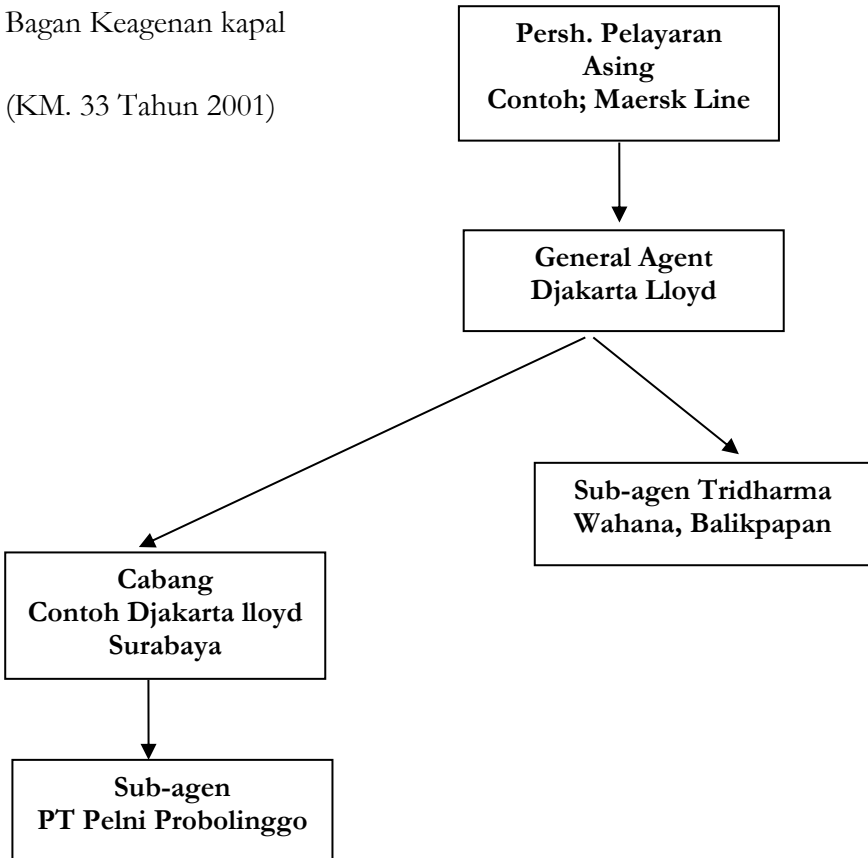 Bagan Keagenan kapal
(KM. 33 Tahun 2001)
Persh. Pelayaran
Asing
Contoh; Maersk Line
General Agent
Djakarta Lloyd
Sub-agen Tridharma
Wahana, Balikpapan
Cabang
Contoh Djakarta lloyd
Surabaya
Sub-agen
PT Pelni Probolinggo